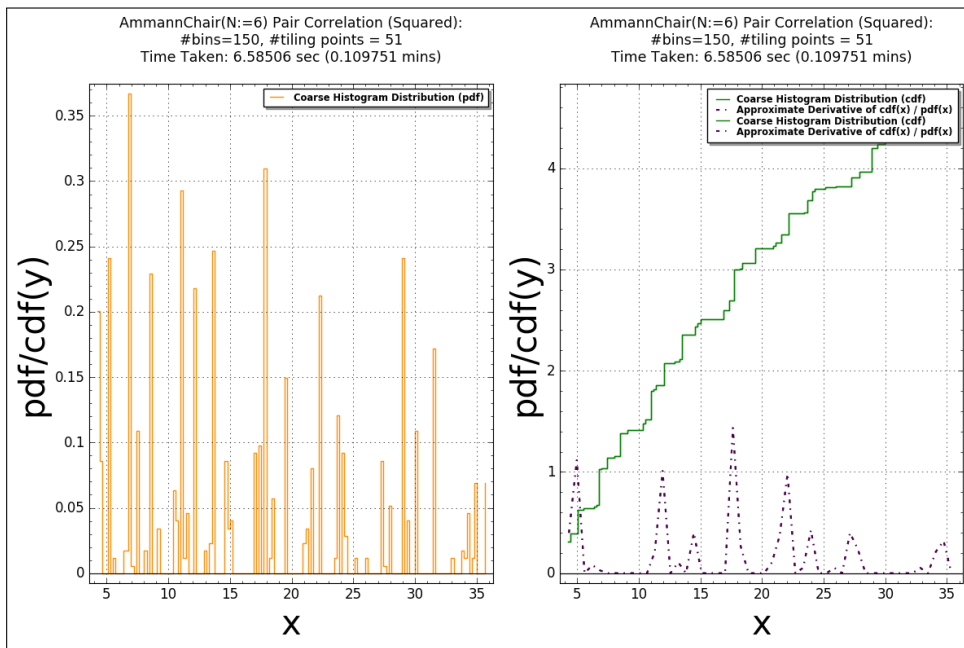 AmmannChair(N:=6) Pair Correlation (Squared):
#bins=150, #tiling points = 51
Time Taken: 6.58506 sec (0.109751 mins)
Coarse Histogram Distribution (pdf)
0.35
0.3
0.25
0.2
0.15
0.1
0.05
0
pdf/cdf(y)
5 10 15 20 25 30 35
x
AmmannChair(N:=6) Pair Correlation (Squared):
#bins=150, #tiling points = 51
Time Taken: 6.58506 sec (0.109751 mins)
Coarse Histogram Distribution (cdf)
Approximate Derivative of cdf(x) / pdf(x)
Coarse Histogram Distribution (cdf)
Approximate Derivative of cdf(x) / pdf(x)
4
3
2
1
0
pdf/cdf(y)
5 10 15 20 25 30 35
x